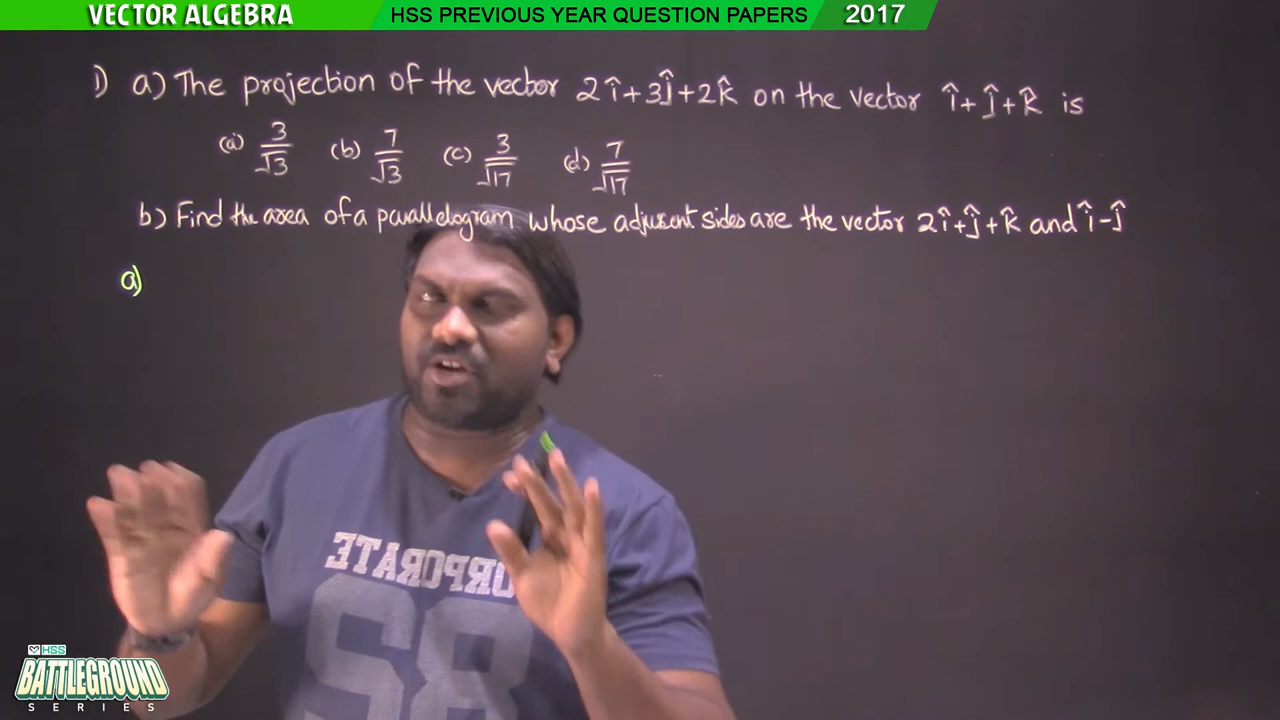 VECTOR ALGEBRA HSS PREVIOUS YEAR QUESTION PAPERS 2017
1) a) The projection of the vector 2î+3ĵ+2k̂ on the vector î+ĵ+k̂ is
(a) 3/√3 (b) 7/√3 (c) 3/√17 (d) 7/√17
b) Find the area of a parallelogram whose adjacent sides are the vector 2î+ĵ+k̂ and î-ĵ
a)
CORPORATE
82
HSS
BATTLEGROUND
SERIES